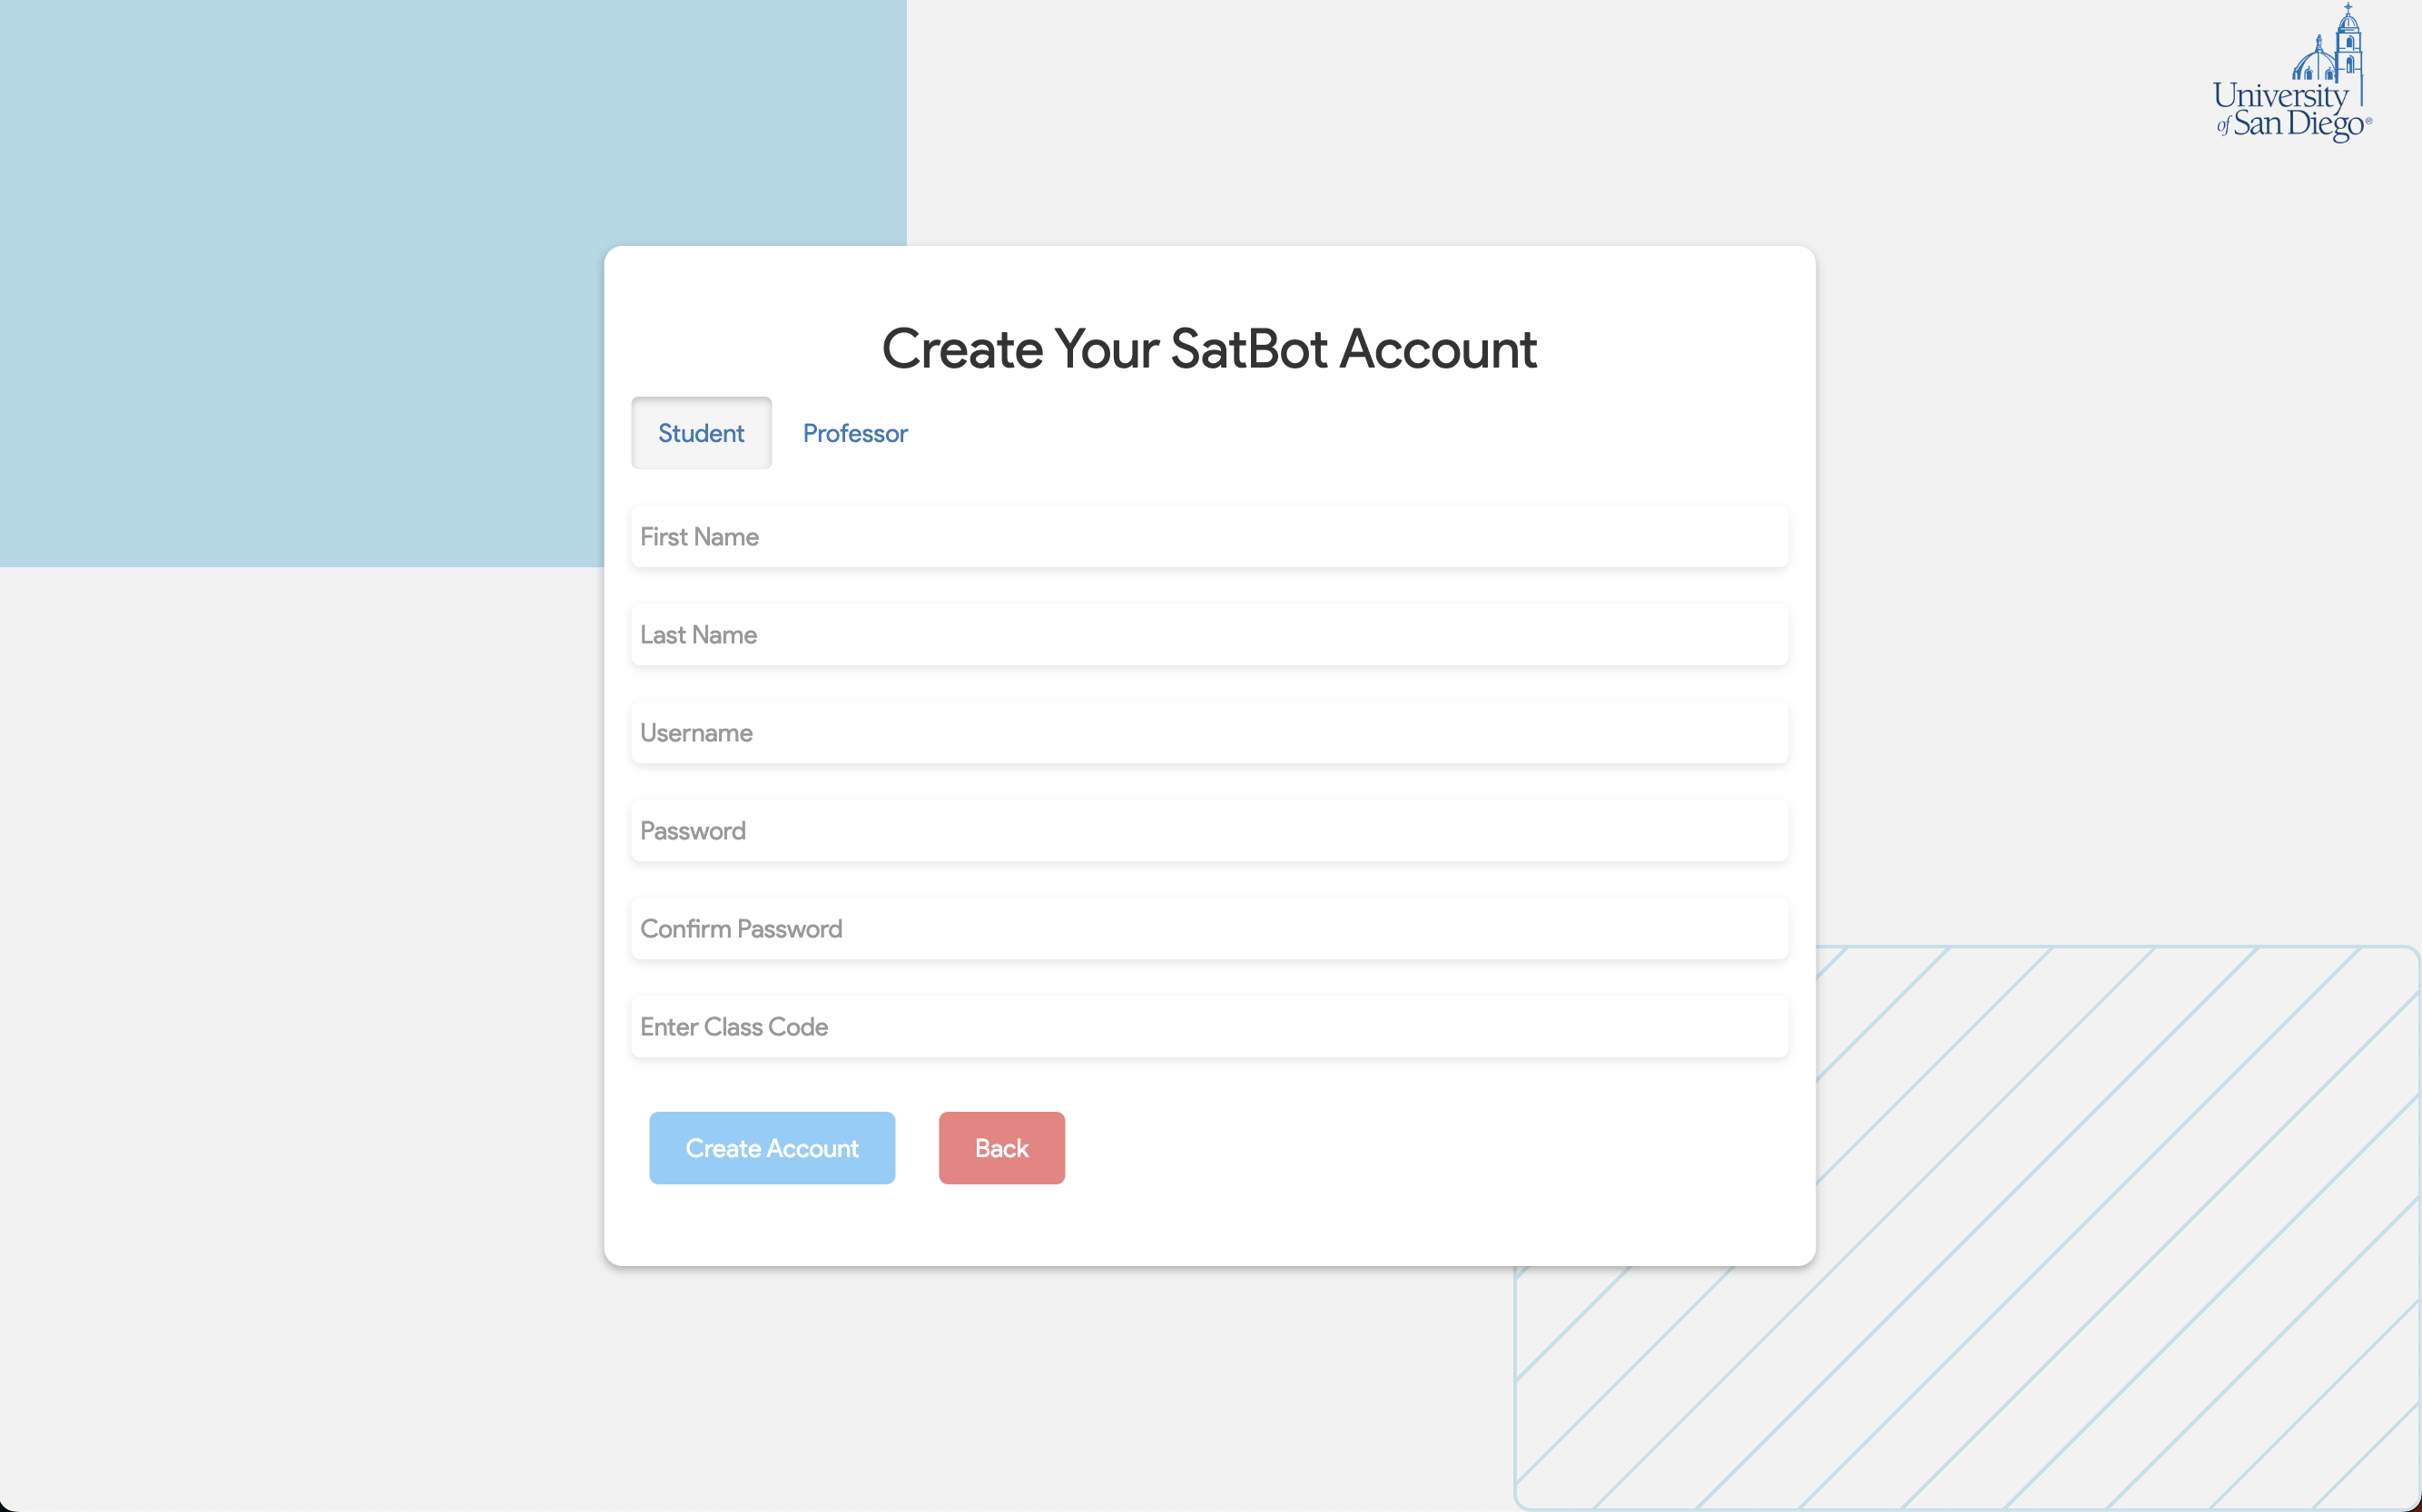 University
of San Diego®
Create Your SatBot Account
Student Professor
First Name
Last Name
Username
Password
Confirm Password
Enter Class Code
Create Account Back